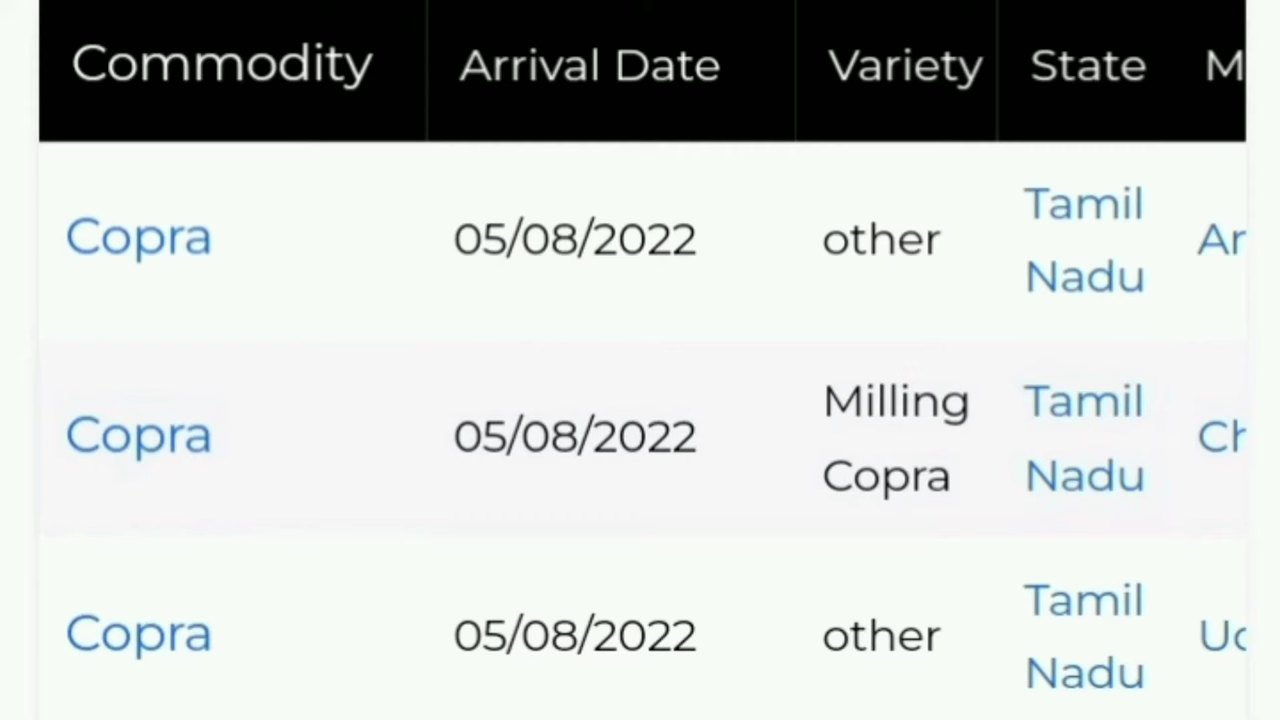 Commodity Arrival Date Variety State
Copra 05/08/2022 other Tamil Nadu
Copra 05/08/2022 Milling Copra Tamil Nadu
Copra 05/08/2022 other Tamil Nadu